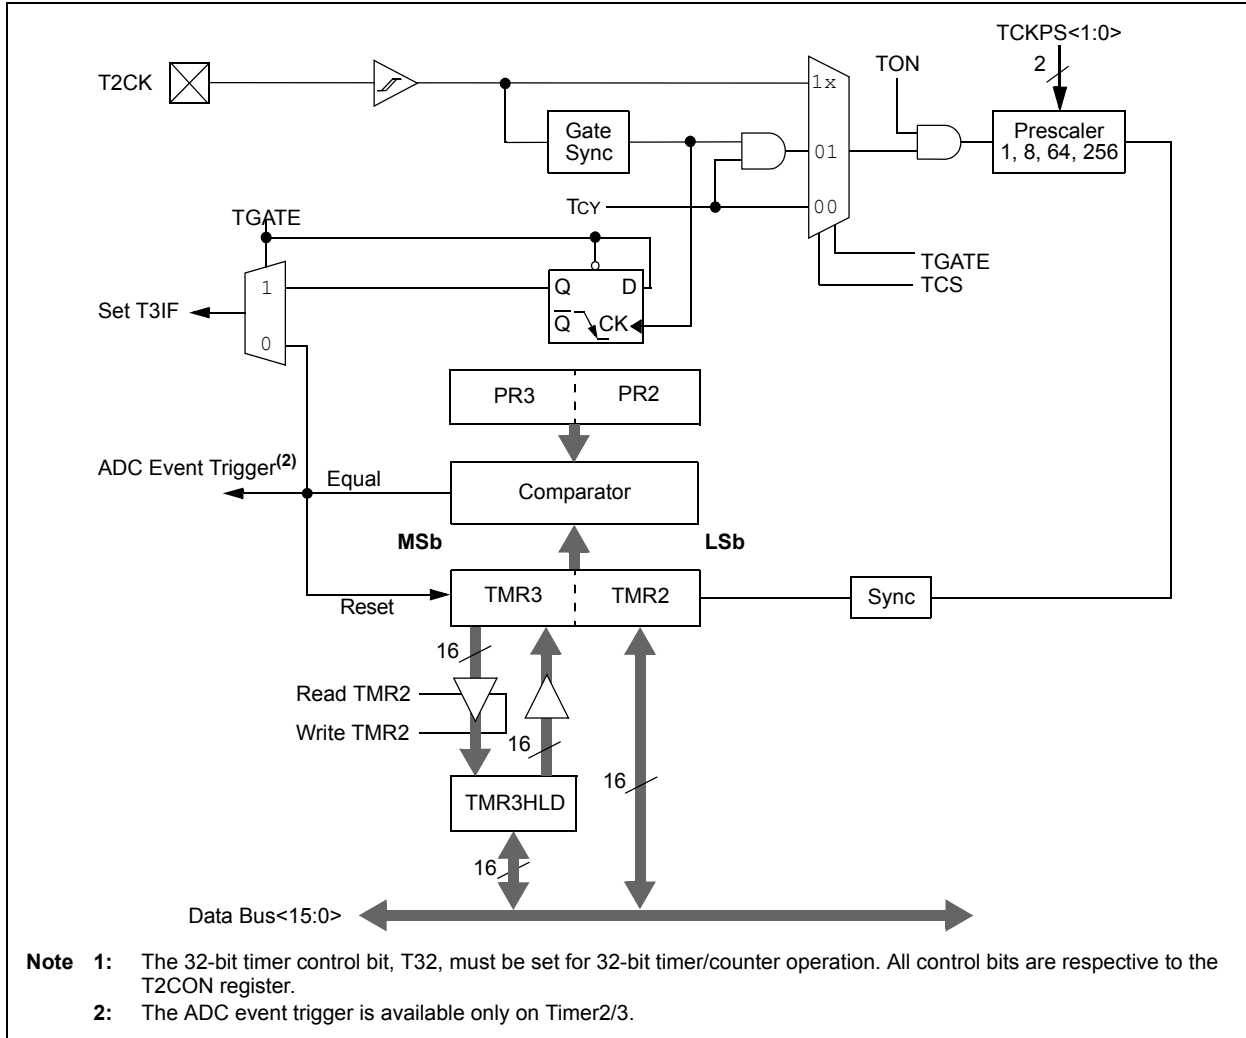 TCKPS<1:0>
2
TON
T2CK
1x
Gate
Sync
Prescaler
1, 8, 64, 256
01
TCY
00
TGATE
TGATE
TCS
1
Q D
Set T3IF
Q CK
0
PR3 PR2
ADC Event Trigger(2)
Equal
Comparator
MSb LSb
TMR3 TMR2
Sync
Reset
16
Read TMR2
Write TMR2
16
16
TMR3HLD
16
Data Bus<15:0>
Note 1: The 32-bit timer control bit, T32, must be set for 32-bit timer/counter operation. All control bits are respective to the
T2CON register.
2: The ADC event trigger is available only on Timer2/3.